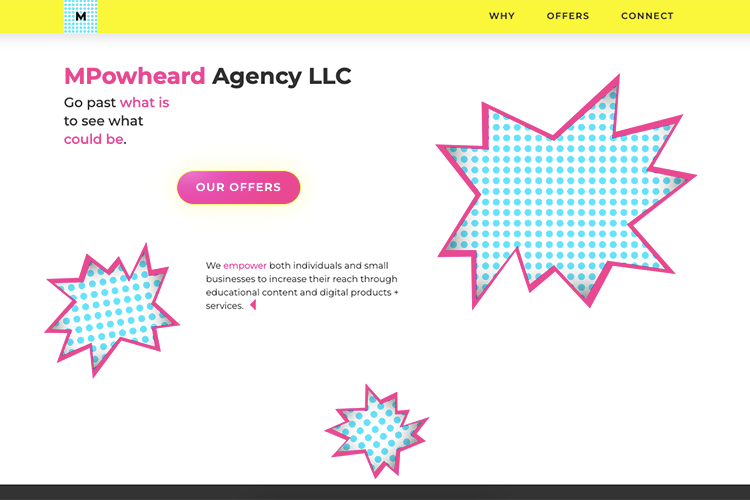 M
WHY OFFERS CONNECT
MPowheard Agency LLC
Go past what is
to see what
could be.
OUR OFFERS
We empower both individuals and small
businesses to increase their reach through
educational content and digital products +
services.